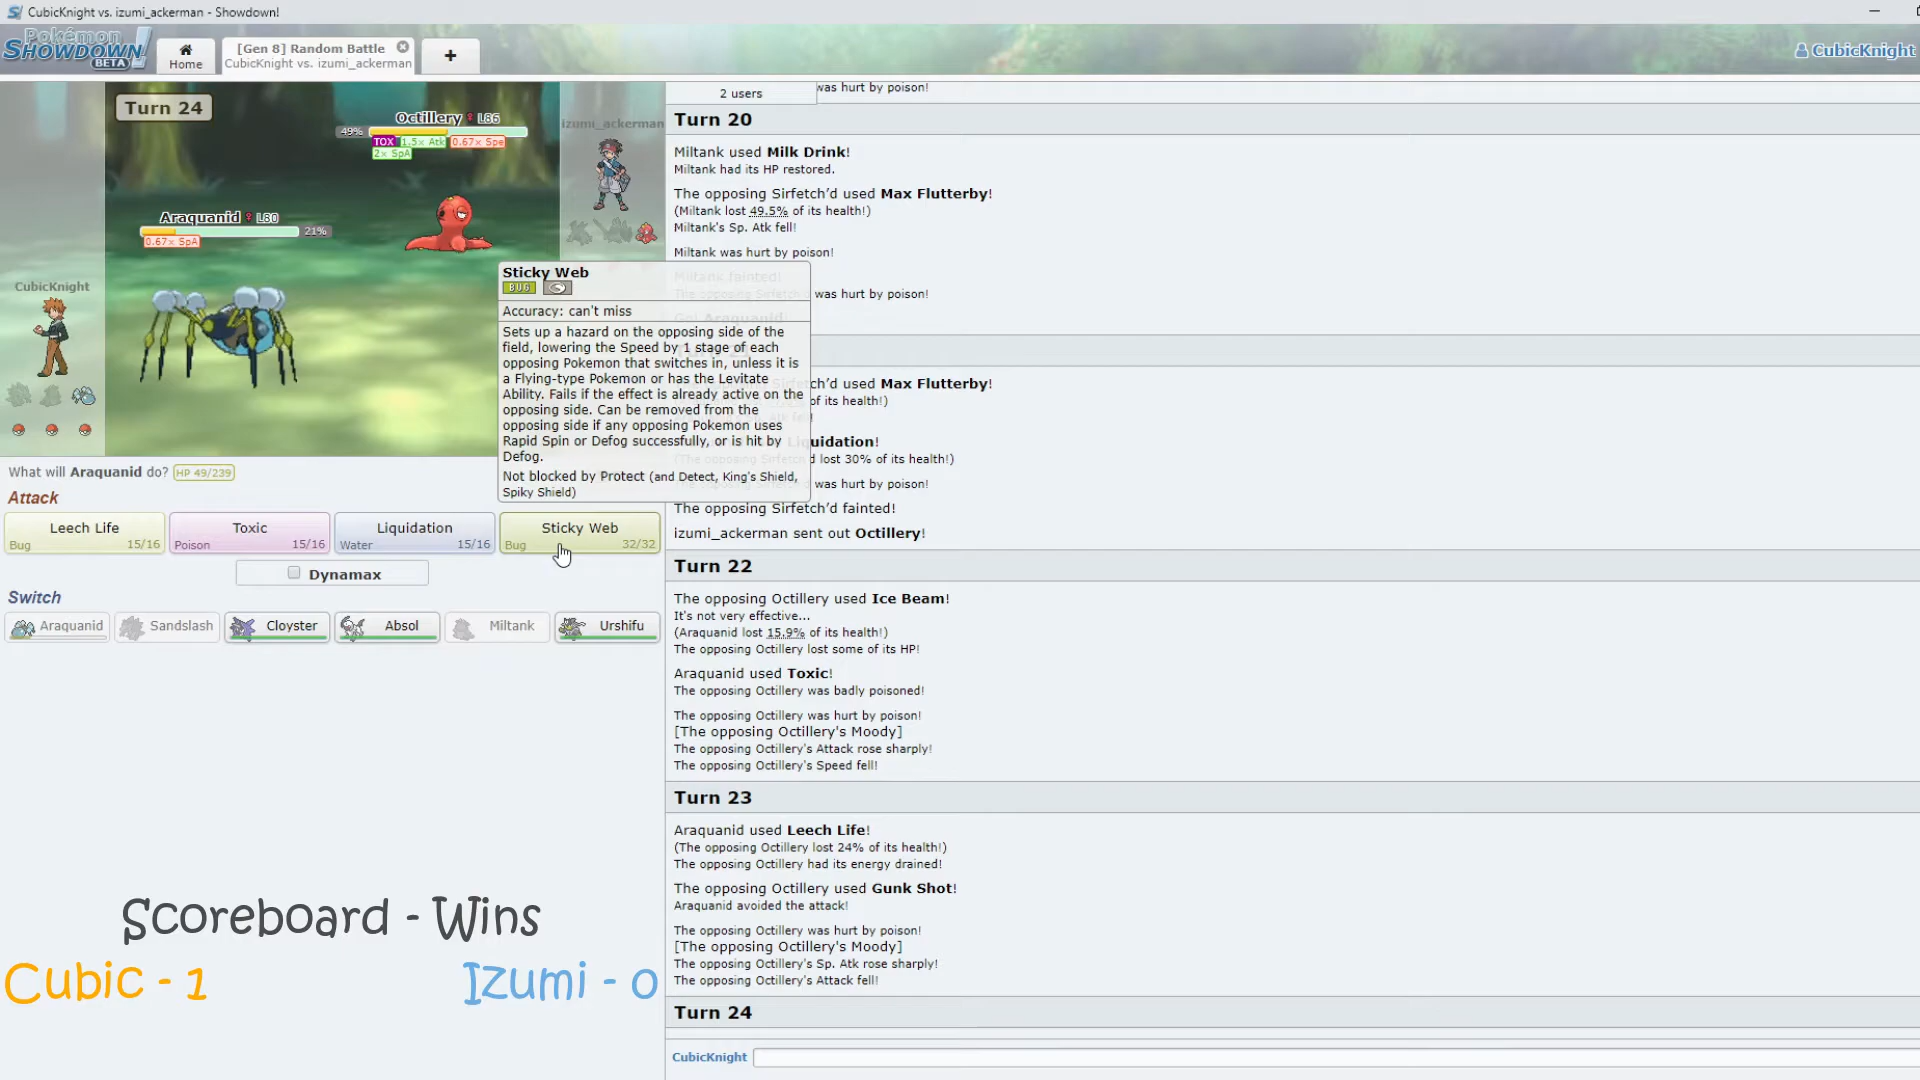 CubicKnight vs. izumi_ackerman - Showdown!
Pokémon
SHOWDOWN!
BETA
Home
[Gen 8] Random Battle
CubicKnight vs. izumi_ackerman
+
CubicKnight
Turn 24
Octillery L86
49%
TOX 1.5× Atk 0.67× Spe
2× SpA
izumi_ackerman
Araquanid L80
21%
0.67× SpA
CubicKnight
Sticky Web
BUG
Accuracy: can't miss
Sets up a hazard on the opposing side of the
field, lowering the Speed by 1 stage of each
opposing Pokemon that switches in, unless it is
a Flying-type Pokemon or has the Levitate
Ability. Fails if the effect is already active on the
opposing side. Can be removed from the
opposing side if any opposing Pokemon uses
Rapid Spin or Defog successfully, or is hit by
Defog.
Not blocked by Protect (and Detect, King's Shield,
Spiky Shield)
What will Araquanid do? HP 49/239
Attack
Leech Life
Bug 15/16
Toxic
Poison 15/16
Liquidation
Water 15/16
Sticky Web
Bug 32/32
Dynamax
Switch
Araquanid
Sandslash
Cloyster
Absol
Miltank
Urshifu
Scoreboard - Wins
Cubic - 1
Izumi - 0
2 users
was hurt by poison!
Turn 20
Miltank used Milk Drink!
Miltank had its HP restored.
The opposing Sirfetch'd used Max Flutterby!
(Miltank lost 49.5% of its health!)
Miltank's Sp. Atk fell!
Miltank was hurt by poison!
Miltank fainted!
was hurt by poison!
Araquanid!
ch'd used Max Flutterby!
of its health!)
Liquidation!
lost 30% of its health!)
was hurt by poison!
The opposing Sirfetch'd fainted!
izumi_ackerman sent out Octillery!
Turn 22
The opposing Octillery used Ice Beam!
It's not very effective...
(Araquanid lost 15.9% of its health!)
The opposing Octillery lost some of its HP!
Araquanid used Toxic!
The opposing Octillery was badly poisoned!
The opposing Octillery was hurt by poison!
[The opposing Octillery's Moody]
The opposing Octillery's Attack rose sharply!
The opposing Octillery's Speed fell!
Turn 23
Araquanid used Leech Life!
(The opposing Octillery lost 24% of its health!)
The opposing Octillery had its energy drained!
The opposing Octillery used Gunk Shot!
Araquanid avoided the attack!
The opposing Octillery was hurt by poison!
[The opposing Octillery's Moody]
The opposing Octillery's Sp. Atk rose sharply!
The opposing Octillery's Attack fell!
Turn 24
CubicKnight